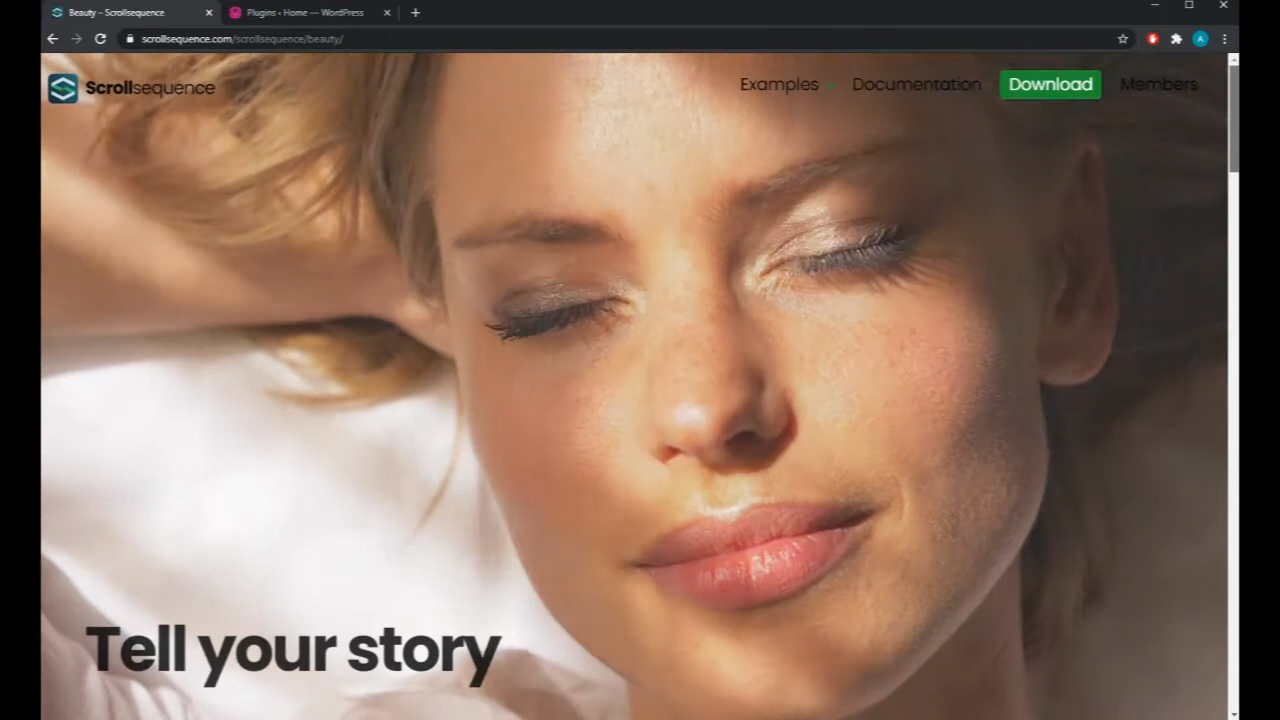 Beauty – Scrollsequence
Plugins ‹ Home — WordPress
scrollsequence.com/scrollsequence/beauty/
A
Scrollsequence
Examples
Documentation
Download
Members
Tell your story